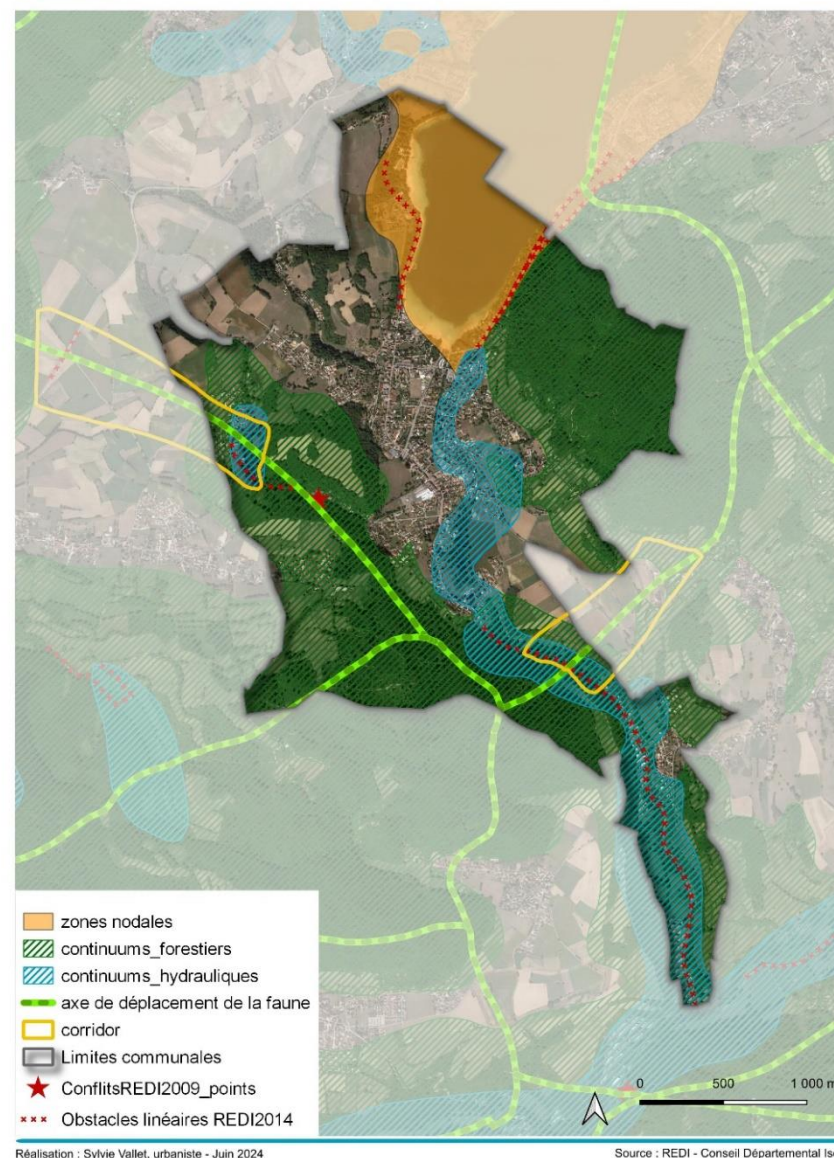 zones nodales
continuums_forestiers
continuums_hydrauliques
axe de déplacement de la faune
corridor
Limites communales
ConflitsREDI2009_points
Obstacles linéaires REDI2014
0 500 1 000 m
Réalisation : Sylvie Vallet, urbaniste - Juin 2024
Source : REDI - Conseil Départemental Is